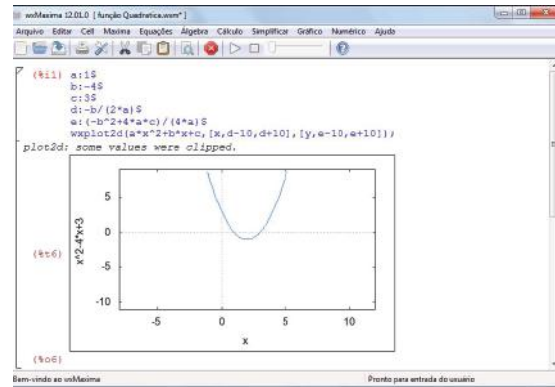 wxMaxima 12.01.0 [ função Quadratica.wxm* ]
Arquivo Editar Cell Maxima Equações Álgebra Cálculo Simplificar Gráfico Numérico Ajuda
(%i1) a:1$
b:-4$
c:3$
d:-b/(2*a)$
e:(-b^2+4*a*c)/(4*a)$
wxplot2d(a*x^2+b*x+c,[x,d-10,d+10],[y,e-10,e+10]);
plot2d: some values were clipped.
(%t6)
x^2-4*x+3
5
0
-5
-10
-5 0 5 10
x
(%o6)
Bem-vindo ao wxMaxima Pronto para entrada do usuário